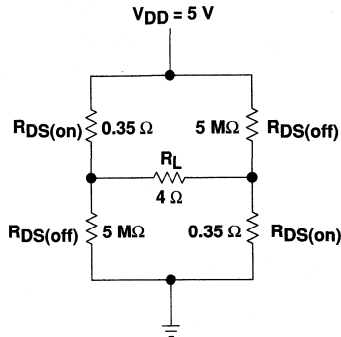 VDD = 5 V
RDS(on) 0.35 Ω 5 MΩ RDS(off)
RL
4 Ω
RDS(off) 5 MΩ 0.35 Ω RDS(on)